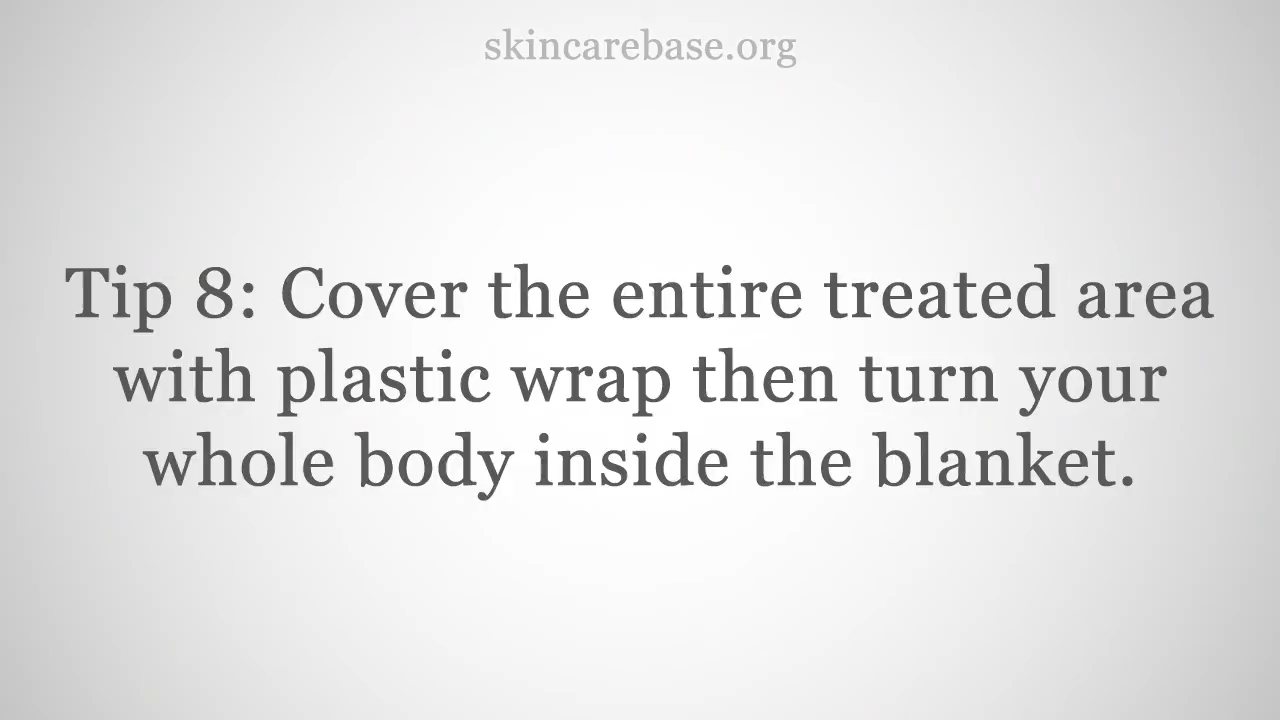 skincarebase.org
Tip 8: Cover the entire treated area
with plastic wrap then turn your
whole body inside the blanket.